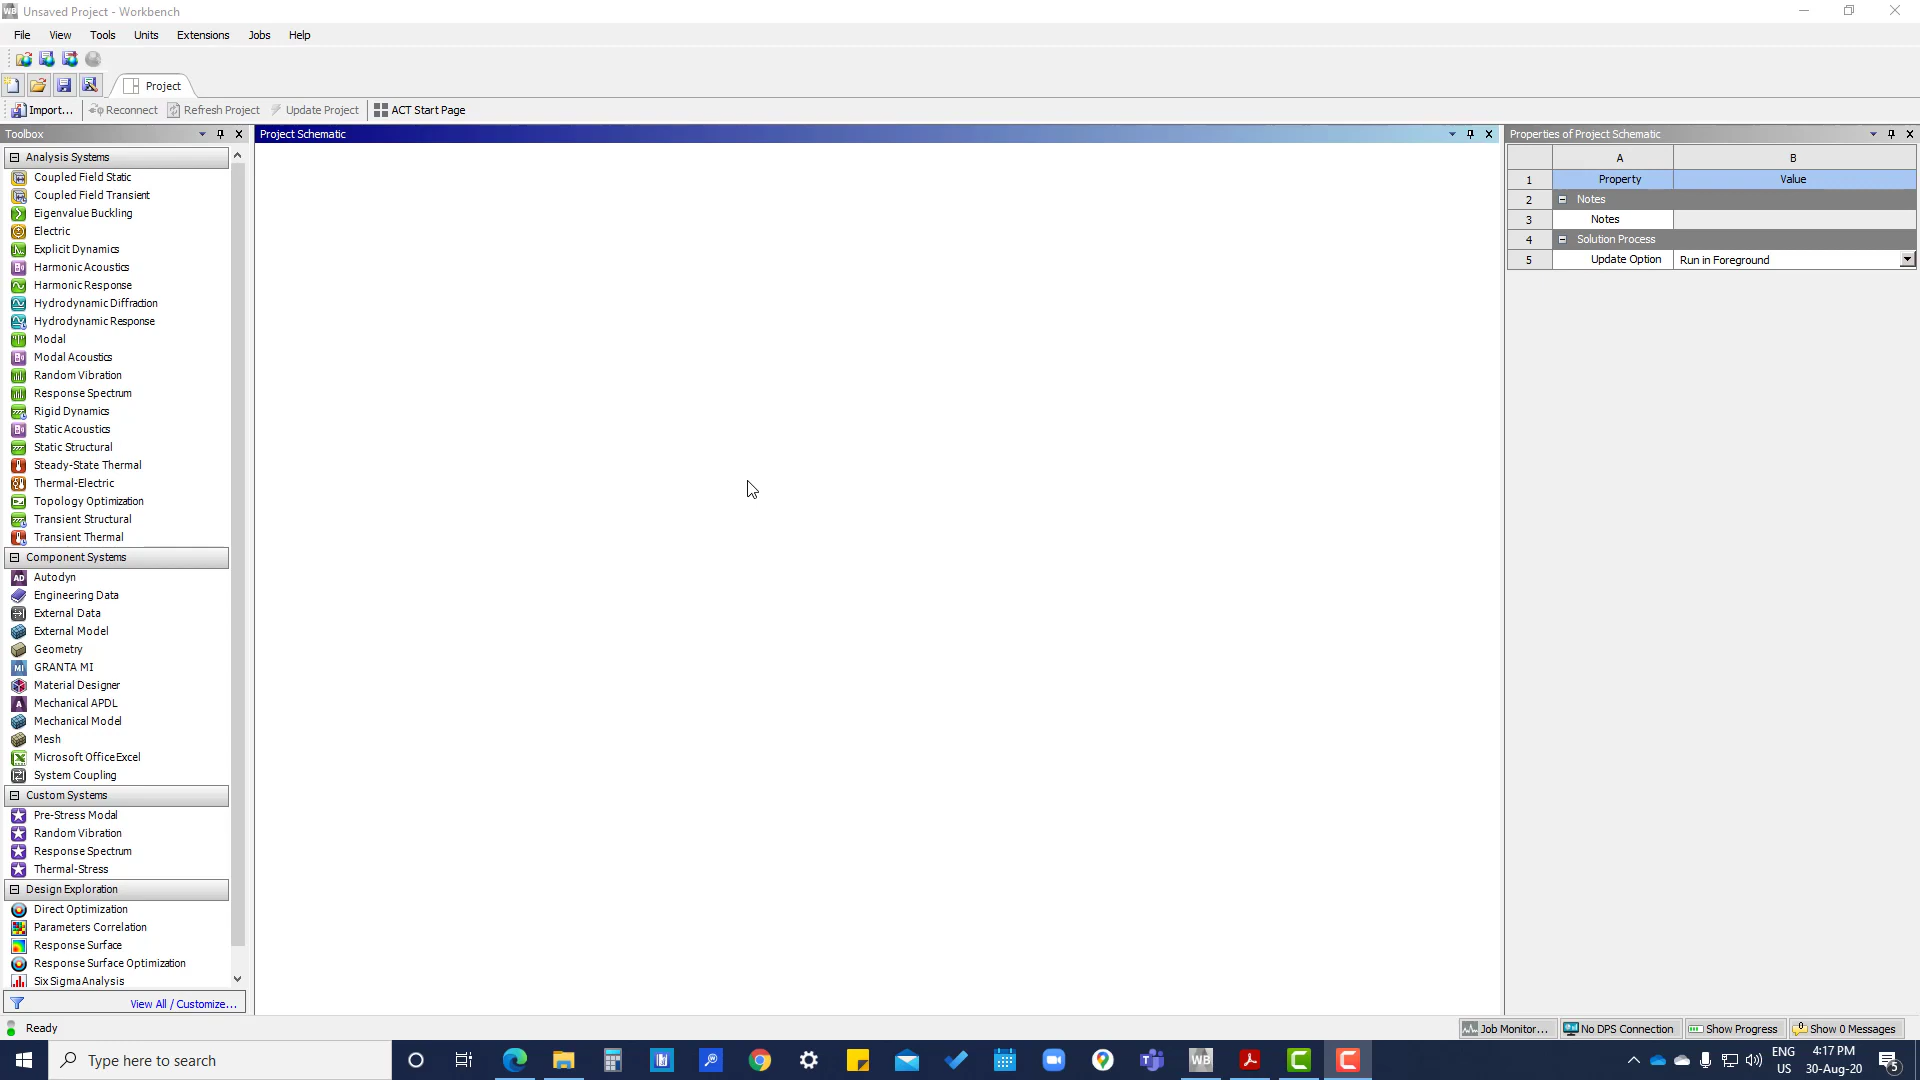 Unsaved Project - Workbench
File View Tools Units Extensions Jobs Help
Project
Import... Reconnect Refresh Project Update Project ACT Start Page
Toolbox
Analysis Systems
Coupled Field Static
Coupled Field Transient
Eigenvalue Buckling
Electric
Explicit Dynamics
Harmonic Acoustics
Harmonic Response
Hydrodynamic Diffraction
Hydrodynamic Response
Modal
Modal Acoustics
Random Vibration
Response Spectrum
Rigid Dynamics
Static Acoustics
Static Structural
Steady-State Thermal
Thermal-Electric
Topology Optimization
Transient Structural
Transient Thermal
Component Systems
Autodyn
Engineering Data
External Data
External Model
Geometry
GRANTA MI
Material Designer
Mechanical APDL
Mechanical Model
Mesh
Microsoft Office Excel
System Coupling
Custom Systems
Pre-Stress Modal
Random Vibration
Response Spectrum
Thermal-Stress
Design Exploration
Direct Optimization
Parameters Correlation
Response Surface
Response Surface Optimization
Six Sigma Analysis
View All / Customize...
Project Schematic
Properties of Project Schematic
A B
1 Property Value
2 Notes
3 Notes
4 Solution Process
5 Update Option Run in Foreground
Ready
Job Monitor... No DPS Connection Show Progress Show 0 Messages
Type here to search
ENG
US
4:17 PM
30-Aug-20
5